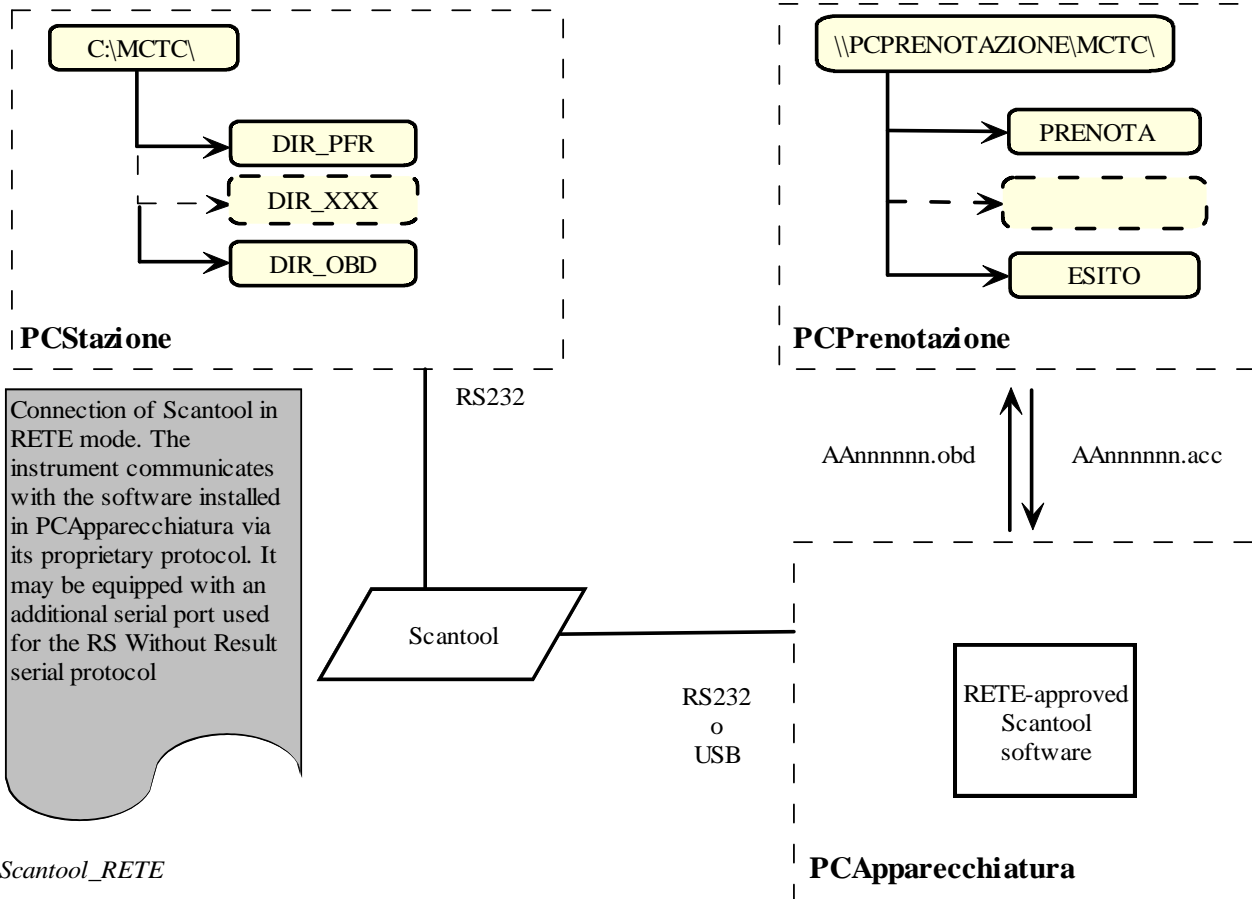 C:\MCTC\
DIR_PFR
DIR_XXX
DIR_OBD
PCStazione
\\PCPRENOTAZIONE\MCTC\
PRENOTA
ESITO
PCPrenotazione
RS232
AAnnnnnn.obd
AAnnnnnn.acc
Connection of Scantool in
RETE mode. The
instrument communicates
with the software installed
in PCApparecchiatura via
its proprietary protocol. It
may be equipped with an
additional serial port used
for the RS Without Result
serial protocol
Scantool
RS232
o
USB
RETE-approved
Scantool
software
PCApparecchiatura
Scantool_RETE